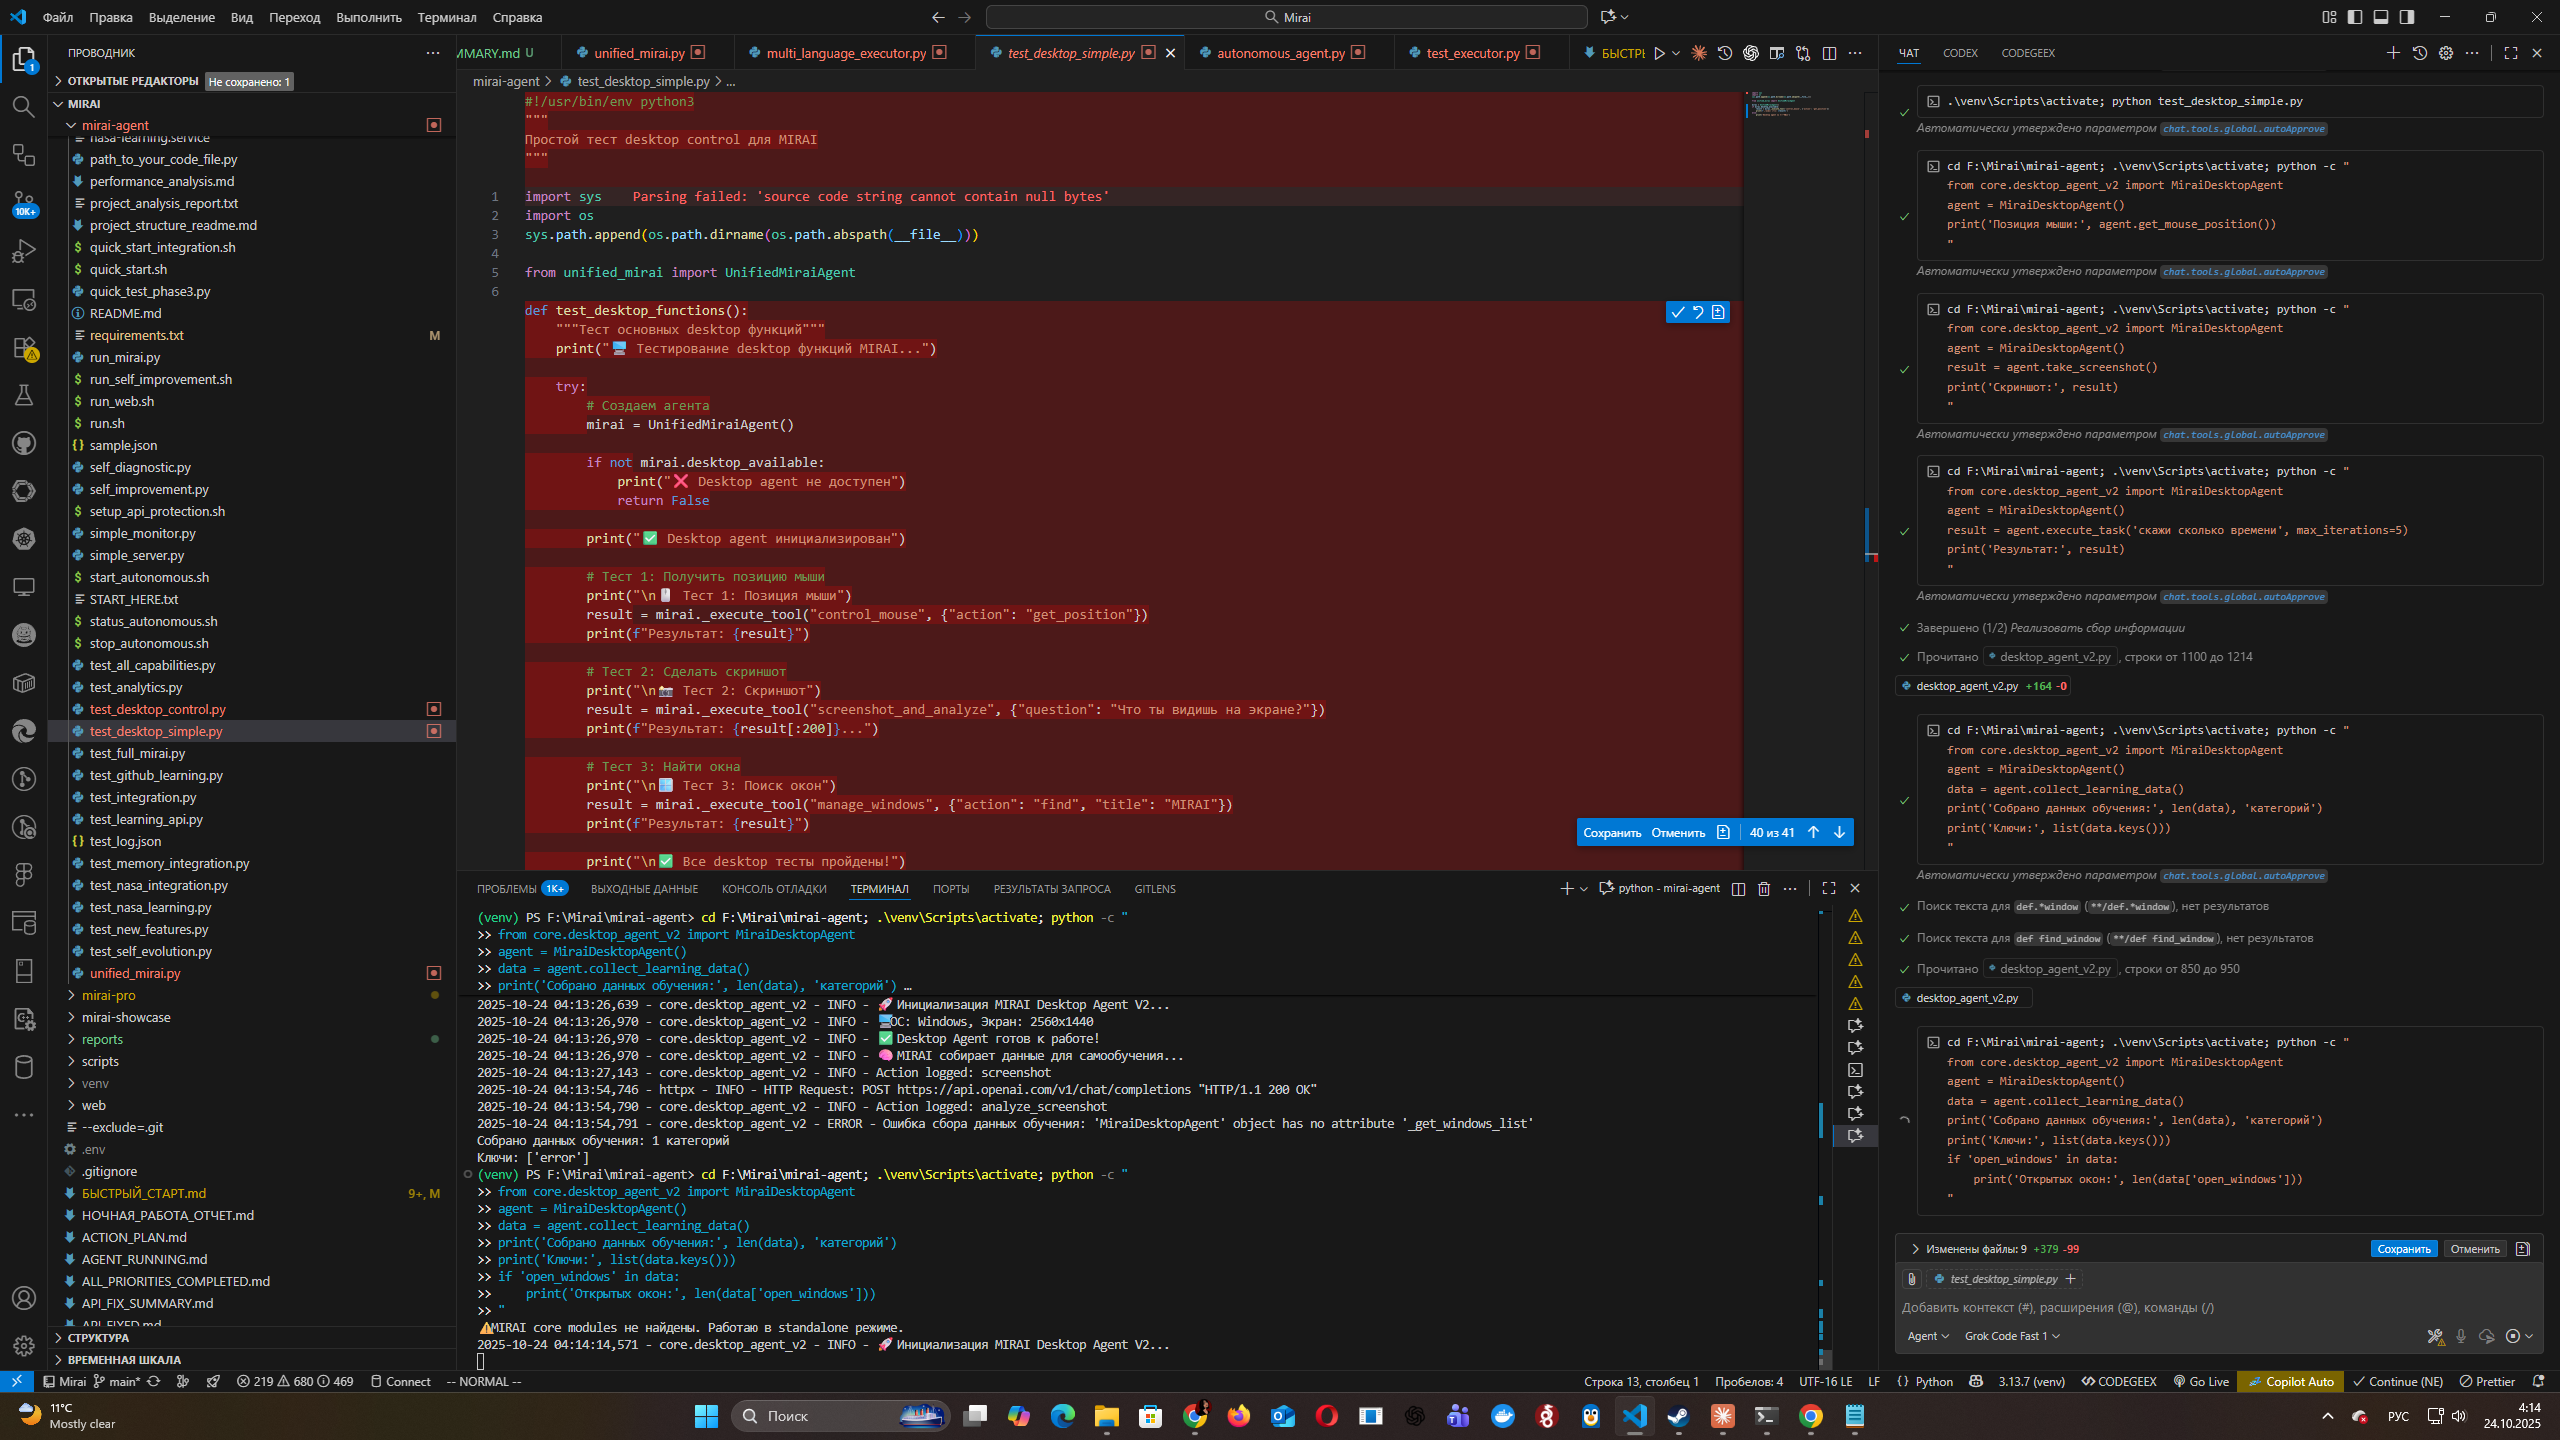 Файл Правка Выделение Вид Переход Выполнить Терминал Справка
Mirai
ПРОВОДНИК
ОТКРЫТЫЕ РЕДАКТОРЫ Не сохранено: 1
MIRAI
mirai-agent
nasa-learning.service
path_to_your_code_file.py
performance_analysis.md
project_analysis_report.txt
project_structure_readme.md
quick_start_integration.sh
quick_start.sh
quick_test_phase3.py
README.md
requirements.txt M
run_mirai.py
run_self_improvement.sh
run_web.sh
run.sh
sample.json
self_diagnostic.py
self_improvement.py
setup_api_protection.sh
simple_monitor.py
simple_server.py
start_autonomous.sh
START_HERE.txt
status_autonomous.sh
stop_autonomous.sh
test_all_capabilities.py
test_analytics.py
test_desktop_control.py
test_desktop_simple.py
test_full_mirai.py
test_github_learning.py
test_integration.py
test_learning_api.py
test_log.json
test_memory_integration.py
test_nasa_integration.py
test_nasa_learning.py
test_new_features.py
test_self_evolution.py
unified_mirai.py
mirai-pro
mirai-showcase
reports
scripts
venv
web
--exclude=.git
.env
.gitignore
БЫСТРЫЙ_СТАРТ.md 9+, M
НОЧНАЯ_РАБОТА_ОТЧЕТ.md
ACTION_PLAN.md
AGENT_RUNNING.md
ALL_PRIORITIES_COMPLETED.md
API_FIX_SUMMARY.md
API_FIXED.md
СТРУКТУРА
ВРЕМЕННАЯ ШКАЛА
1
10K+
MMARY.md U unified_mirai.py multi_language_executor.py test_desktop_simple.py autonomous_agent.py test_executor.py БЫСТРЫ
mirai-agent > test_desktop_simple.py > ...
#!/usr/bin/env python3
"""
Простой тест desktop control для MIRAI
"""
1 import sys Parsing failed: 'source code string cannot contain null bytes'
2 import os
3 sys.path.append(os.path.dirname(os.path.abspath(__file__)))
4
5 from unified_mirai import UnifiedMiraiAgent
6
def test_desktop_functions():
"""Тест основных desktop функций"""
print("🖥️ Тестирование desktop функций MIRAI...")
try:
# Создаем агента
mirai = UnifiedMiraiAgent()
if not mirai.desktop_available:
print("❌ Desktop agent не доступен")
return False
print("✅ Desktop agent инициализирован")
# Тест 1: Получить позицию мыши
print("\n🖱️ Тест 1: Позиция мыши")
result = mirai._execute_tool("control_mouse", {"action": "get_position"})
print(f"Результат: {result}")
# Тест 2: Сделать скриншот
print("\n📸 Тест 2: Скриншот")
result = mirai._execute_tool("screenshot_and_analyze", {"question": "Что ты видишь на экране?"})
print(f"Результат: {result[:200]}...")
# Тест 3: Найти окна
print("\n🪟 Тест 3: Поиск окон")
result = mirai._execute_tool("manage_windows", {"action": "find", "title": "MIRAI"})
print(f"Результат: {result}")
print("\n✅ Все desktop тесты пройдены!")
Сохранить Отменить 40 из 41
ПРОБЛЕМЫ 1K+ ВЫХОДНЫЕ ДАННЫЕ КОНСОЛЬ ОТЛАДКИ ТЕРМИНАЛ ПОРТЫ РЕЗУЛЬТАТЫ ЗАПРОСА GITLENS
python - mirai-agent
(venv) PS F:\Mirai\mirai-agent> cd F:\Mirai\mirai-agent; .\venv\Scripts\activate; python -c "
>> from core.desktop_agent_v2 import MiraiDesktopAgent
>> agent = MiraiDesktopAgent()
>> data = agent.collect_learning_data()
>> print('Собрано данных обучения:', len(data), 'категорий') …
2025-10-24 04:13:26,639 - core.desktop_agent_v2 - INFO - 🚀 Инициализация MIRAI Desktop Agent V2...
2025-10-24 04:13:26,970 - core.desktop_agent_v2 - INFO - 🖥️ОС: Windows, Экран: 2560x1440
2025-10-24 04:13:26,970 - core.desktop_agent_v2 - INFO - ✅ Desktop Agent готов к работе!
2025-10-24 04:13:26,970 - core.desktop_agent_v2 - INFO - 🧠 MIRAI собирает данные для самообучения...
2025-10-24 04:13:27,143 - core.desktop_agent_v2 - INFO - Action logged: screenshot
2025-10-24 04:13:54,746 - httpx - INFO - HTTP Request: POST https://api.openai.com/v1/chat/completions "HTTP/1.1 200 OK"
2025-10-24 04:13:54,790 - core.desktop_agent_v2 - INFO - Action logged: analyze_screenshot
2025-10-24 04:13:54,791 - core.desktop_agent_v2 - ERROR - Ошибка сбора данных обучения: 'MiraiDesktopAgent' object has no attribute '_get_windows_list'
Собрано данных обучения: 1 категорий
Ключи: ['error']
(venv) PS F:\Mirai\mirai-agent> cd F:\Mirai\mirai-agent; .\venv\Scripts\activate; python -c "
>> from core.desktop_agent_v2 import MiraiDesktopAgent
>> agent = MiraiDesktopAgent()
>> data = agent.collect_learning_data()
>> print('Собрано данных обучения:', len(data), 'категорий')
>> print('Ключи:', list(data.keys()))
>> if 'open_windows' in data:
>> print('Открытых окон:', len(data['open_windows']))
>> "
⚠️MIRAI core modules не найдены. Работаю в standalone режиме.
2025-10-24 04:14:14,571 - core.desktop_agent_v2 - INFO - 🚀 Инициализация MIRAI Desktop Agent V2...
ЧАТ CODEX CODEGEEX
.\venv\Scripts\activate; python test_desktop_simple.py
Автоматически утверждено параметром chat.tools.global.autoApprove
cd F:\Mirai\mirai-agent; .\venv\Scripts\activate; python -c "
from core.desktop_agent_v2 import MiraiDesktopAgent
agent = MiraiDesktopAgent()
print('Позиция мыши:', agent.get_mouse_position())
"
Автоматически утверждено параметром chat.tools.global.autoApprove
cd F:\Mirai\mirai-agent; .\venv\Scripts\activate; python -c "
from core.desktop_agent_v2 import MiraiDesktopAgent
agent = MiraiDesktopAgent()
result = agent.take_screenshot()
print('Скриншот:', result)
"
Автоматически утверждено параметром chat.tools.global.autoApprove
cd F:\Mirai\mirai-agent; .\venv\Scripts\activate; python -c "
from core.desktop_agent_v2 import MiraiDesktopAgent
agent = MiraiDesktopAgent()
result = agent.execute_task('скажи сколько времени', max_iterations=5)
print('Результат:', result)
"
Автоматически утверждено параметром chat.tools.global.autoApprove
Завершено (1/2) Реализовать сбор информации
Прочитано desktop_agent_v2.py, строки от 1100 до 1214
desktop_agent_v2.py +164 -0
cd F:\Mirai\mirai-agent; .\venv\Scripts\activate; python -c "
from core.desktop_agent_v2 import MiraiDesktopAgent
agent = MiraiDesktopAgent()
data = agent.collect_learning_data()
print('Собрано данных обучения:', len(data), 'категорий')
print('Ключи:', list(data.keys()))
"
Автоматически утверждено параметром chat.tools.global.autoApprove
Поиск текста для def.*window (**/def.*window), нет результатов
Поиск текста для def find_window (**/def find_window), нет результатов
Прочитано desktop_agent_v2.py, строки от 850 до 950
desktop_agent_v2.py
cd F:\Mirai\mirai-agent; .\venv\Scripts\activate; python -c "
from core.desktop_agent_v2 import MiraiDesktopAgent
agent = MiraiDesktopAgent()
data = agent.collect_learning_data()
print('Собрано данных обучения:', len(data), 'категорий')
print('Ключи:', list(data.keys()))
if 'open_windows' in data:
print('Открытых окон:', len(data['open_windows']))
"
Изменены файлы: 9 +379 -99 Сохранить Отменить
test_desktop_simple.py
Добавить контекст (#), расширения (@), команды (/)
Agent Grok Code Fast 1
Mirai main* 219 680 469 Connect -- NORMAL -- Строка 13, столбец 1 Пробелов: 4 UTF-16 LE LF Python 3.13.7 (venv) CODEGEEX Go Live Copilot Auto Continue (NE) Prettier
11°C
Mostly clear
Поиск
РУС
4:14
24.10.2025